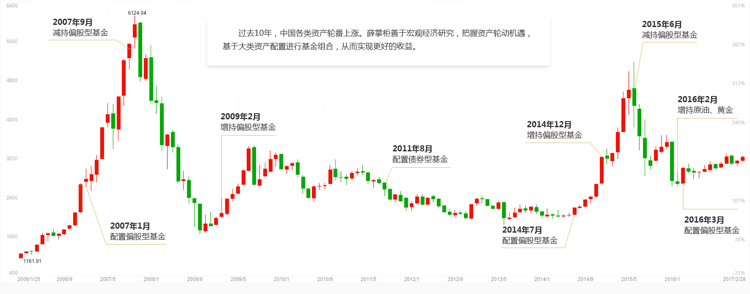 过去10年，中国各类资产轮番上涨。薛掌柜善于宏观经济研究，把握资产轮动机遇，
基于大类资产配置进行基金组合，从而实现更好的收益。
6124.04
2007年9月
减持偏股型基金
2007年1月
配置偏股型基金
2009年2月
增持偏股型基金
2011年8月
配置债券型基金
2014年7月
配置偏股型基金
2014年12月
增持偏股型基金
2015年6月
减持偏股型基金
2016年2月
增持原油、黄金
2016年3月
配置偏股型基金
1161.91
6400
5600
4800
4000
3200
2400
1600
800
451%
382%
313%
245%
107%
38%
-31%
2006/1/25
2006/9
2007/5
2008/1
2008/9
2009/5
2010/1
2010/9
2011/5
2012/1
2012/9
2013/5
2014/1
2014/9
2015/5
2016/1
2017/2/28